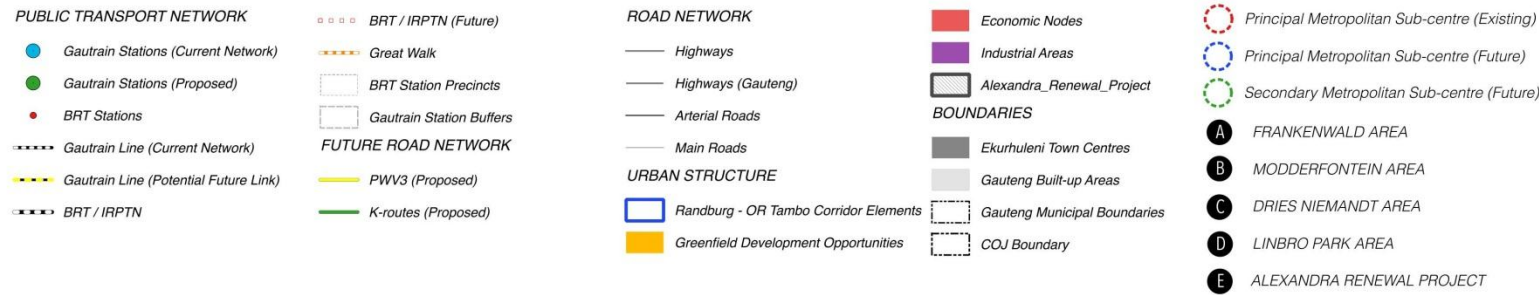 PUBLIC TRANSPORT NETWORK
Gautrain Stations (Current Network)
Gautrain Stations (Proposed)
BRT Stations
Gautrain Line (Current Network)
Gautrain Line (Potential Future Link)
BRT / IRPTN
BRT / IRPTN (Future)
Great Walk
BRT Station Precincts
Gautrain Station Buffers
FUTURE ROAD NETWORK
PWV3 (Proposed)
K-routes (Proposed)
ROAD NETWORK
Highways
Highways (Gauteng)
Arterial Roads
Main Roads
URBAN STRUCTURE
Randburg - OR Tambo Corridor Elements
Greenfield Development Opportunities
Economic Nodes
Industrial Areas
Alexandra_Renewal_Project
BOUNDARIES
Ekurhuleni Town Centres
Gauteng Built-up Areas
Gauteng Municipal Boundaries
COJ Boundary
Principal Metropolitan Sub-centre (Existing)
Principal Metropolitan Sub-centre (Future)
Secondary Metropolitan Sub-centre (Future)
A FRANKENWALD AREA
B MODDERFONTEIN AREA
C DRIES NIEMANDT AREA
D LINBRO PARK AREA
E ALEXANDRA RENEWAL PROJECT